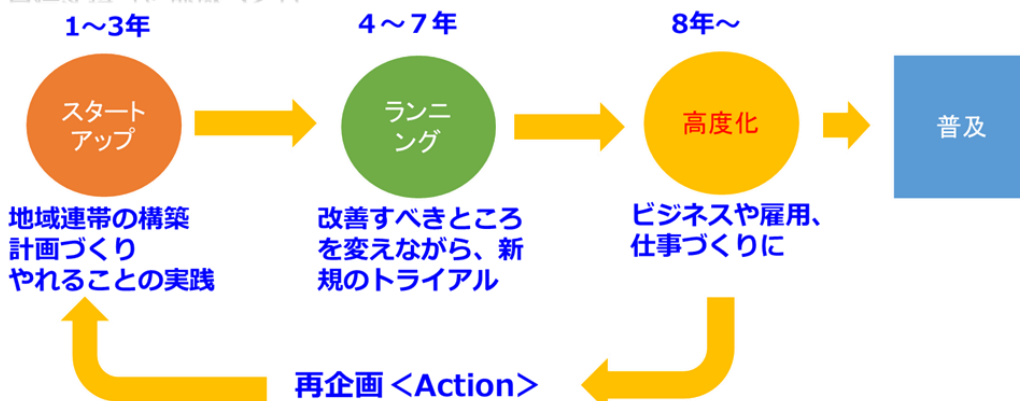 1～3年
４～７年
8年～
スタート
アップ
ランニ
ング
高度化
普及
地域連帯の構築
計画づくり
やれることの実践
改善すべきところ
を変えながら、新
規のトライアル
ビジネスや雇用、
仕事づくりに
再企画＜Action＞